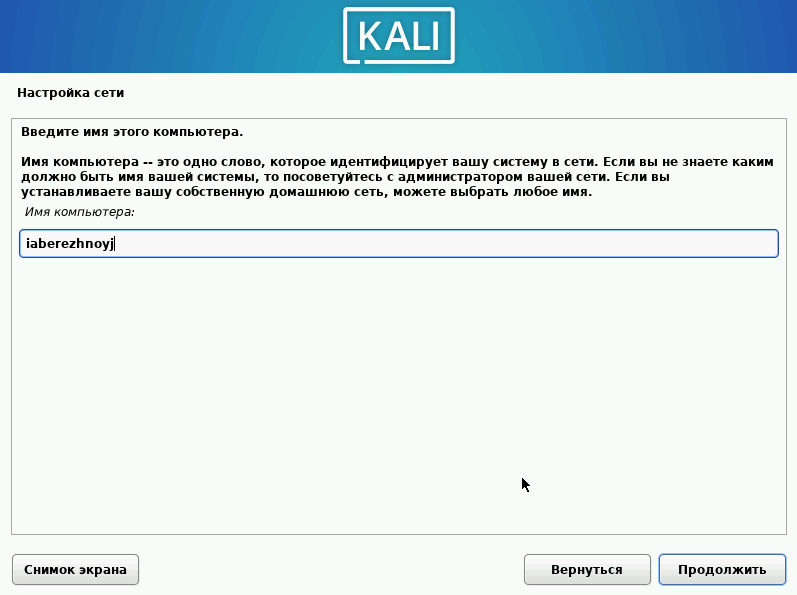 KALI
Настройка сети
Введите имя этого компьютера.
Имя компьютера -- это одно слово, которое идентифицирует вашу систему в сети. Если вы не знаете каким
должно быть имя вашей системы, то посоветуйтесь с администратором вашей сети. Если вы
устанавливаете вашу собственную домашнюю сеть, можете выбрать любое имя.
Имя компьютера:
iaberezhnoyj
Снимок экрана
Вернуться
Продолжить